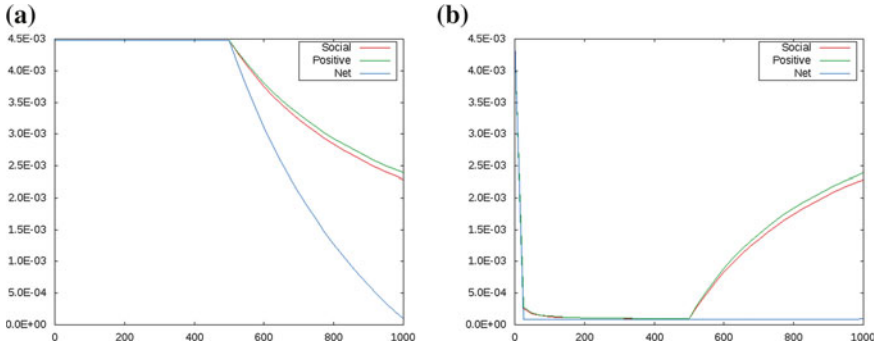 (a)
4.5E-03
4.0E-03
3.5E-03
3.0E-03
2.5E-03
2.0E-03
1.5E-03
1.0E-03
5.0E-04
0.0E+00
0
200
400
600
800
1000
Social
Positive
Net
(b)
4.5E-03
4.0E-03
3.5E-03
3.0E-03
2.5E-03
2.0E-03
1.5E-03
1.0E-03
5.0E-04
0.0E+00
0
200
400
600
800
1000
Social
Positive
Net